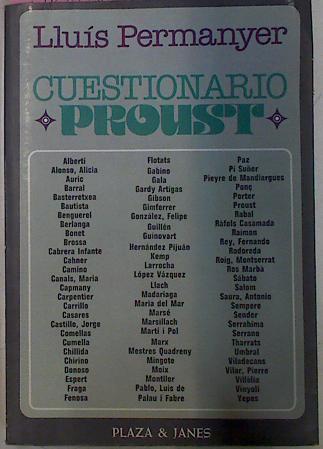 Lluís Permanyer
CUESTIONARIO
PROUST
Alberti
Alonso, Alicia
Auric
Barral
Basterretxea
Bautista
Benguerel
Berlanga
Bonet
Brossa
Cabrera Infante
Cahner
Camino
Canals, María
Capmany
Carpentier
Carrillo
Casares
Castillo, Jorge
Comellas
Cumella
Chillida
Chirino
Donoso
Espert
Fraga
Fenosa
Flotats
Gabino
Gala
Gardy Artigas
Gibson
Gimferrer
González, Felipe
Guillén
Guinovart
Hernández Pijuán
Kemp
Larrocha
López Vázquez
Llach
Madariaga
Maria del Mar
Marsé
Marsillach
Martí i Pol
Marx
Mestres Quadreny
Mingote
Moix
Montllor
Pablo, Luis de
Palau i Fabre
Paz
Pi Suñer
Pieyre de Mandiargues
Ponç
Porter
Proust
Rabal
Ràfols Casamada
Raimon
Rey, Fernando
Rodoreda
Roig, Montserrat
Ros Marbà
Sábato
Salom
Saura, Antonio
Sempere
Sender
Serrahima
Serrano
Tharrats
Umbral
Viladecans
Vilar, Pierre
Villèlia
Vinyoli
Yepes
PLAZA & JANES